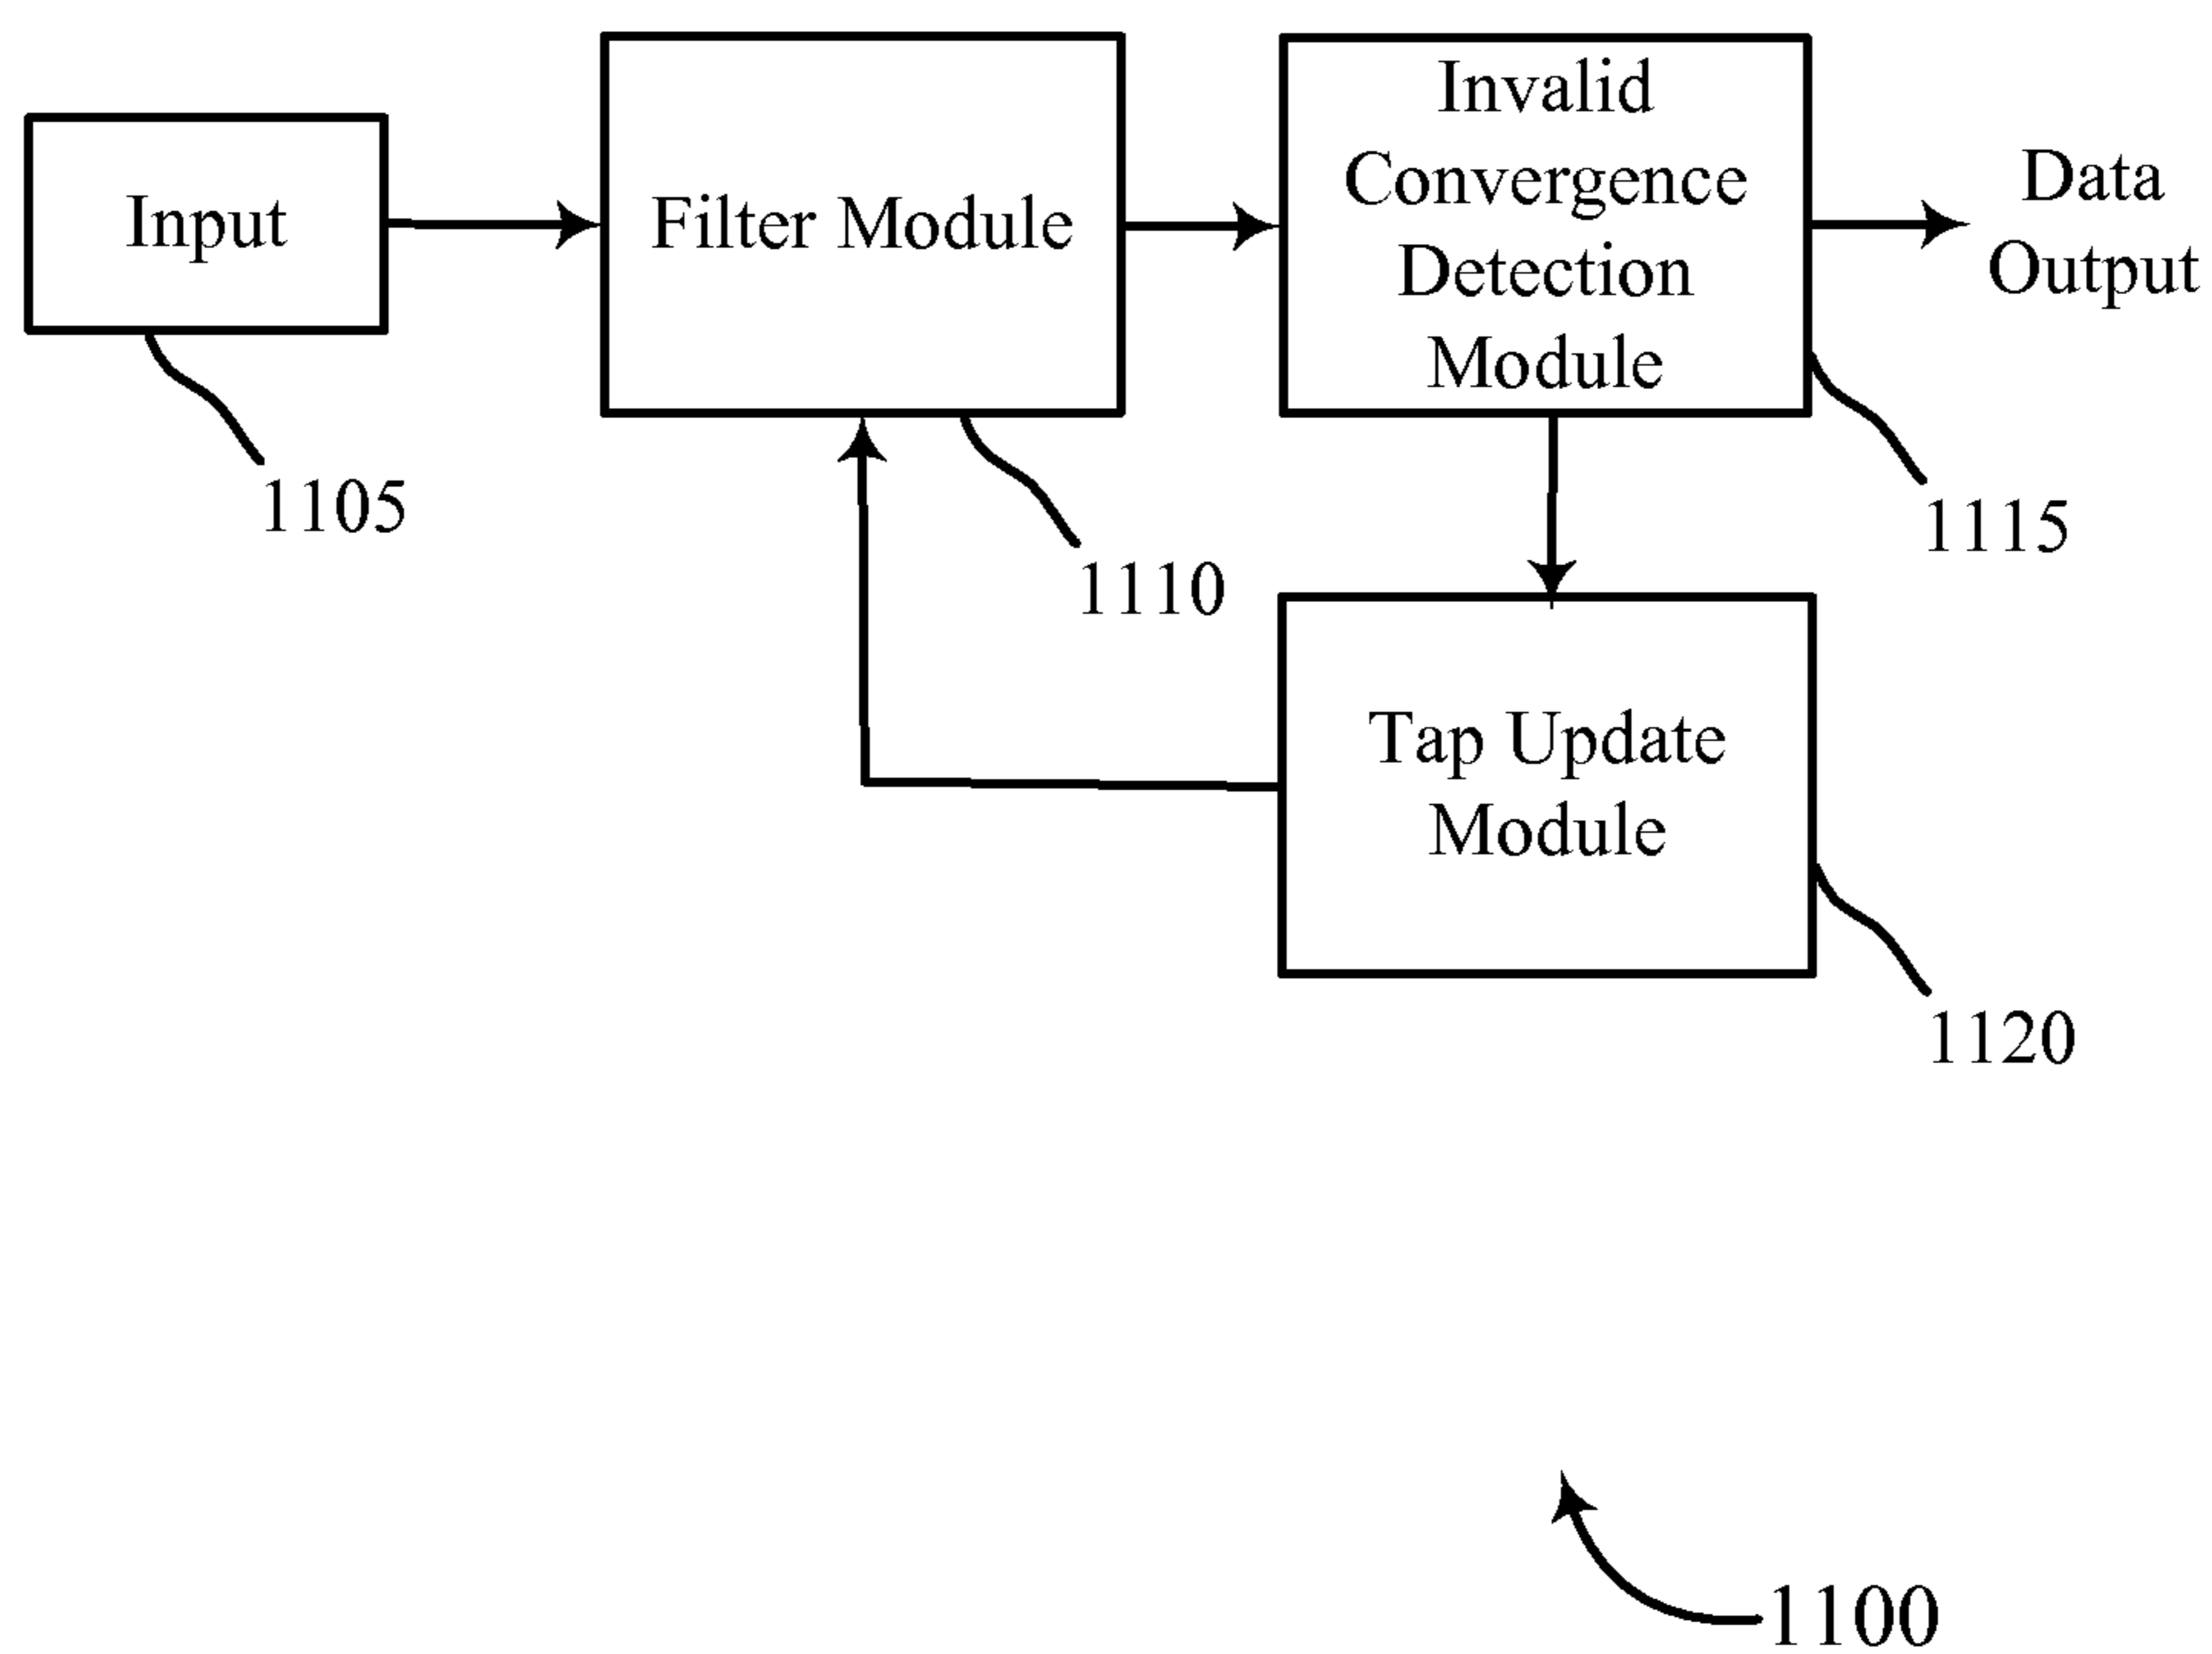 Input
Filter Module
Invalid
Convergence
Detection
Module
Data
Output
1105
1110
1115
Tap Update
Module
1120
1100